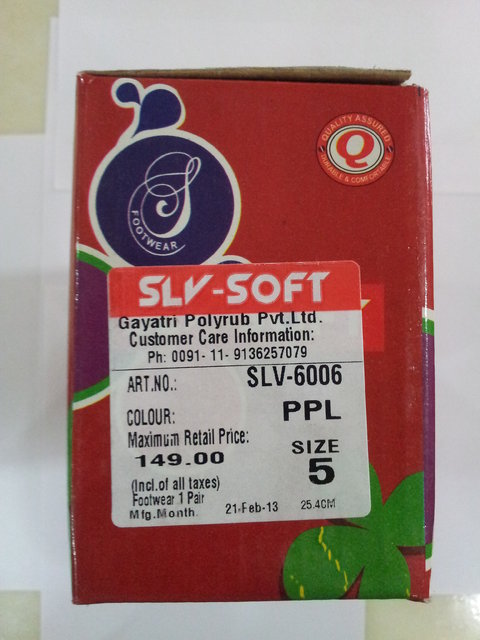 QUALITY ASSURED
Q
DURABLE & COMFORTABLE
S
FOOTWEAR
SLV-SOFT
Gayatri Polyrub Pvt.Ltd.
Customer Care Information:
Ph: 0091- 11- 9136257079
ART.NO.: SLV-6006
COLOUR: PPL
Maximum Retail Price:
149.00 SIZE
5
(Incl.of all taxes)
Footwear 1 Pair
Mfg.Month. 21-Feb-13 25.4CM